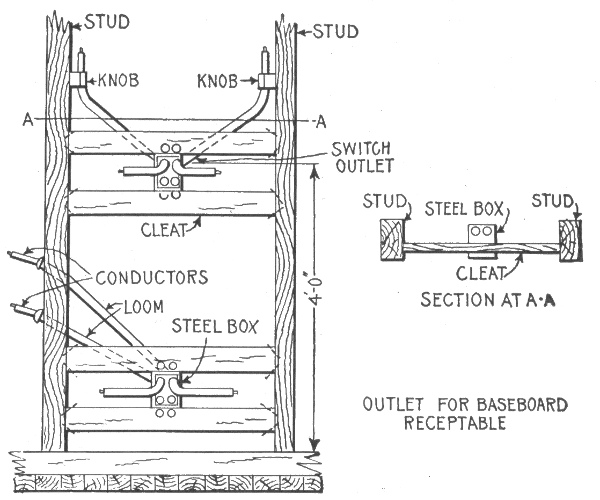 STUD
STUD
KNOB
KNOB
A
A
SWITCH
OUTLET
CLEAT
CONDUCTORS
LOOM
STEEL BOX
4'-0"
STUD
STUD
STEEL BOX
CLEAT
SECTION AT A-A
OUTLET FOR BASEBOARD
RECEPTABLE